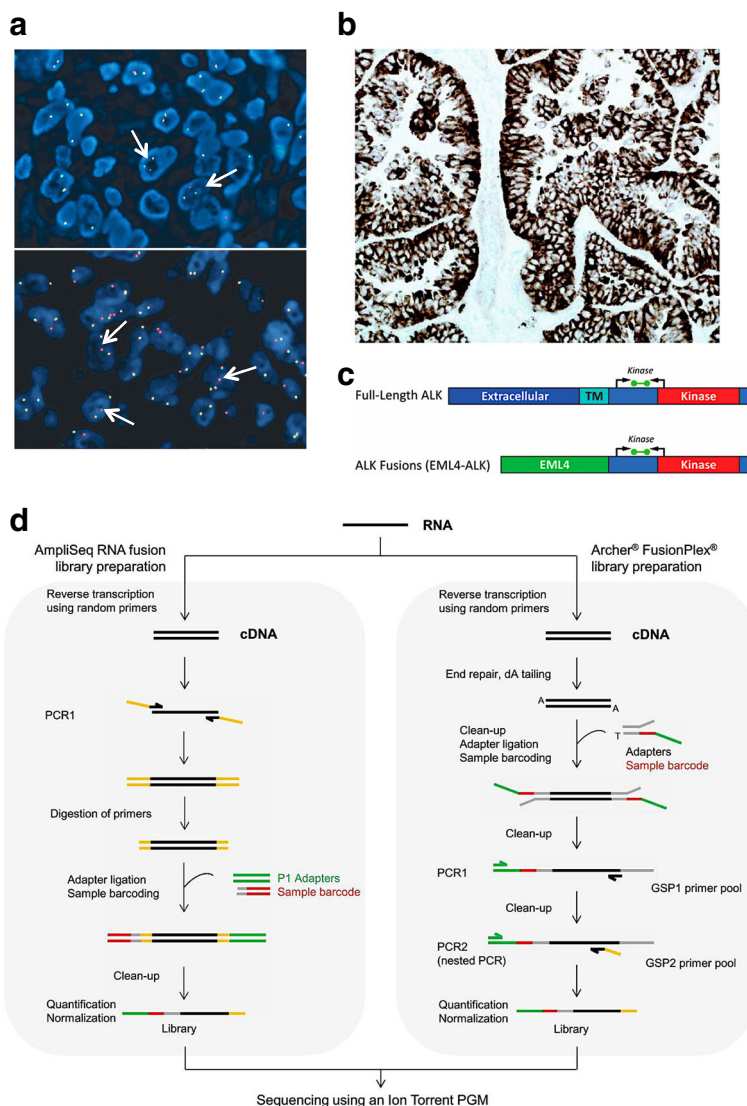 a
b
c
Kinase
Full-Length ALK
Extracellular
TM
Kinase
Kinase
ALK Fusions (EML4-ALK)
EML4
Kinase
d
RNA
AmpliSeq RNA fusion
library preparation
Reverse transcription
using random primers
cDNA
PCR1
Digestion of primers
Adapter ligation
Sample barcoding
P1 Adapters
Sample barcode
Clean-up
Quantification
Normalization
Library
Archer® FusionPlex®
library preparation
Reverse transcription
using random primers
cDNA
End repair, dA tailing
A
A
Clean-up
Adapter ligation
Sample barcoding
T
Adapters
Sample barcode
Clean-up
PCR1
GSP1 primer pool
Clean-up
PCR2
(nested PCR)
GSP2 primer pool
Quantification
Normalization
Library
Sequencing using an Ion Torrent PGM